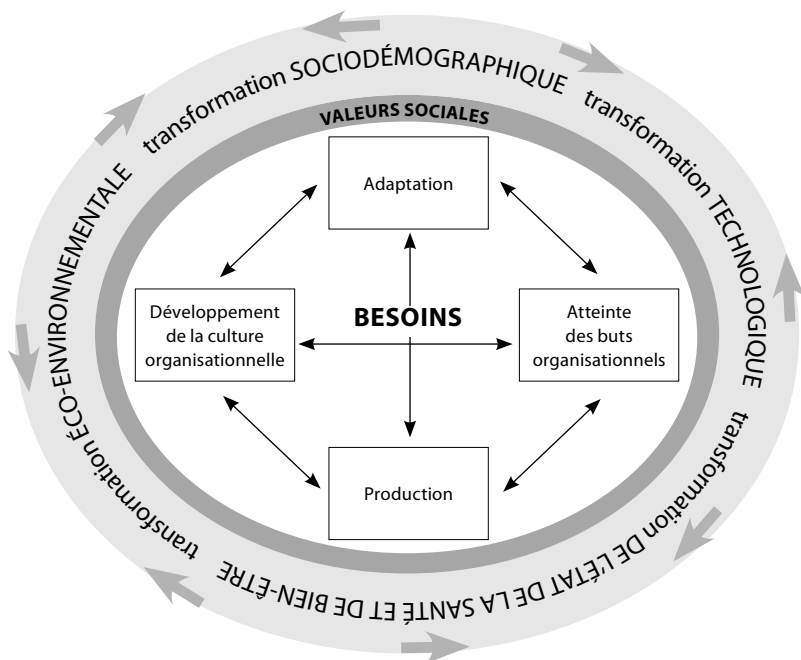 transformation SOCIODÉMOGRAPHIQUE
transformation TECHNOLOGIQUE
transformation DE L'ÉTAT DE LA SANTÉ ET DE BIEN-ÊTRE
transformation ÉCO-ENVIRONNEMENTALE
VALEURS SOCIALES
Adaptation
Développement
de la culture
organisationnelle
BESOINS
Atteinte
des buts
organisationnels
Production